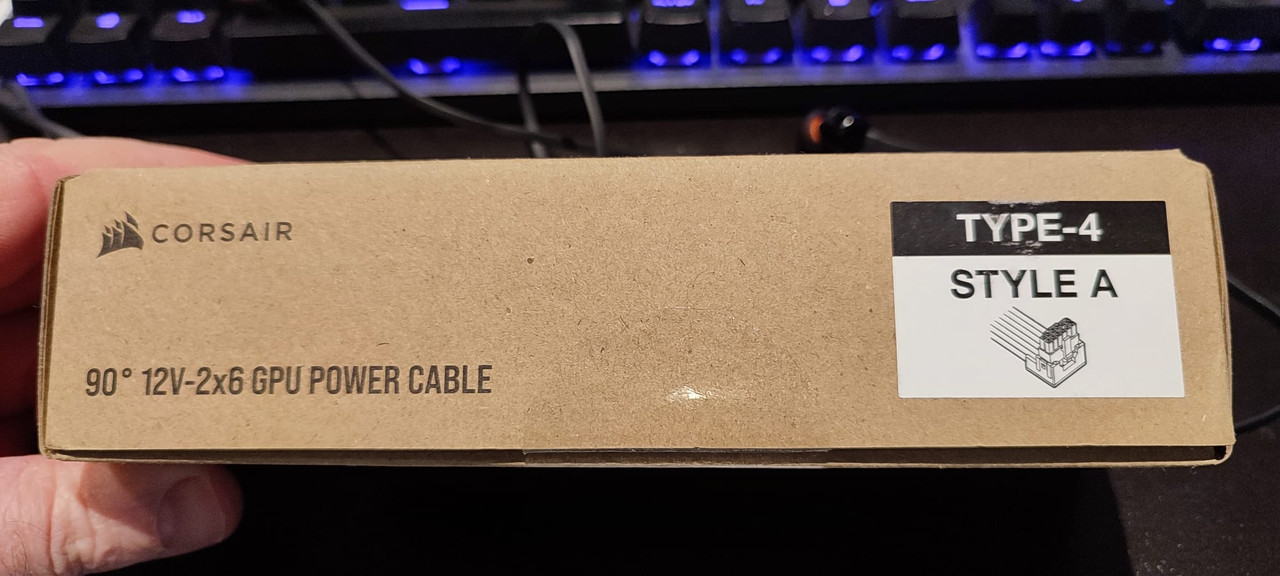 CORSAIR
90° 12V-2x6 GPU POWER CABLE
TYPE-4
STYLE A